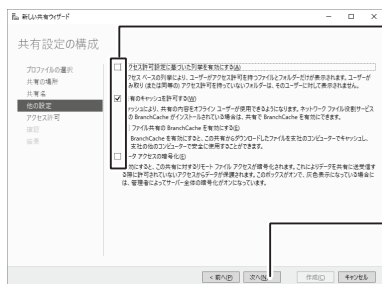 新しい共有ウィザード
共有設定の構成
プロファイルの選択
共有の場所
共有名
他の設定
アクセス許可
確認
結果
アクセス許可設定に基づいた列挙を有効にする(A)
アクセス ベースの列挙により、ユーザーがアクセス許可を持つファイルとフォルダーだけが表示されます。ユーザーが
み取り (または同等の) アクセス許可を持っていないフォルダーは、そのユーザーに対して表示されません。
有のキャッシュを許可する(W)
ャッシュにより、共有の内容をオフライン ユーザーが使用できるようになります。ネットワーク ファイル役割サービス
の BranchCache がインストールされている場合は、共有で BranchCache を有効にできます。
ファイル共有の BranchCache を有効にする(E)
BranchCache を有効にすると、この共有からダウンロードしたファイルを支社のコンピューターでキャッシュし、
支社の他のコンピューターで安全に使用することができます。
ータ アクセスの暗号化(E)
効にすると、この共有に対するリモート ファイル アクセスが暗号化されます。これによりデータを共有に送受信す
る際に許可されていないアクセスからデータが保護されます。このボックスがオンで、灰色表示になっている場合に
は、管理者によってサーバー全体の暗号化がオンになっています。
< 前へ(P)
次へ(N)
作成(C)
キャンセル